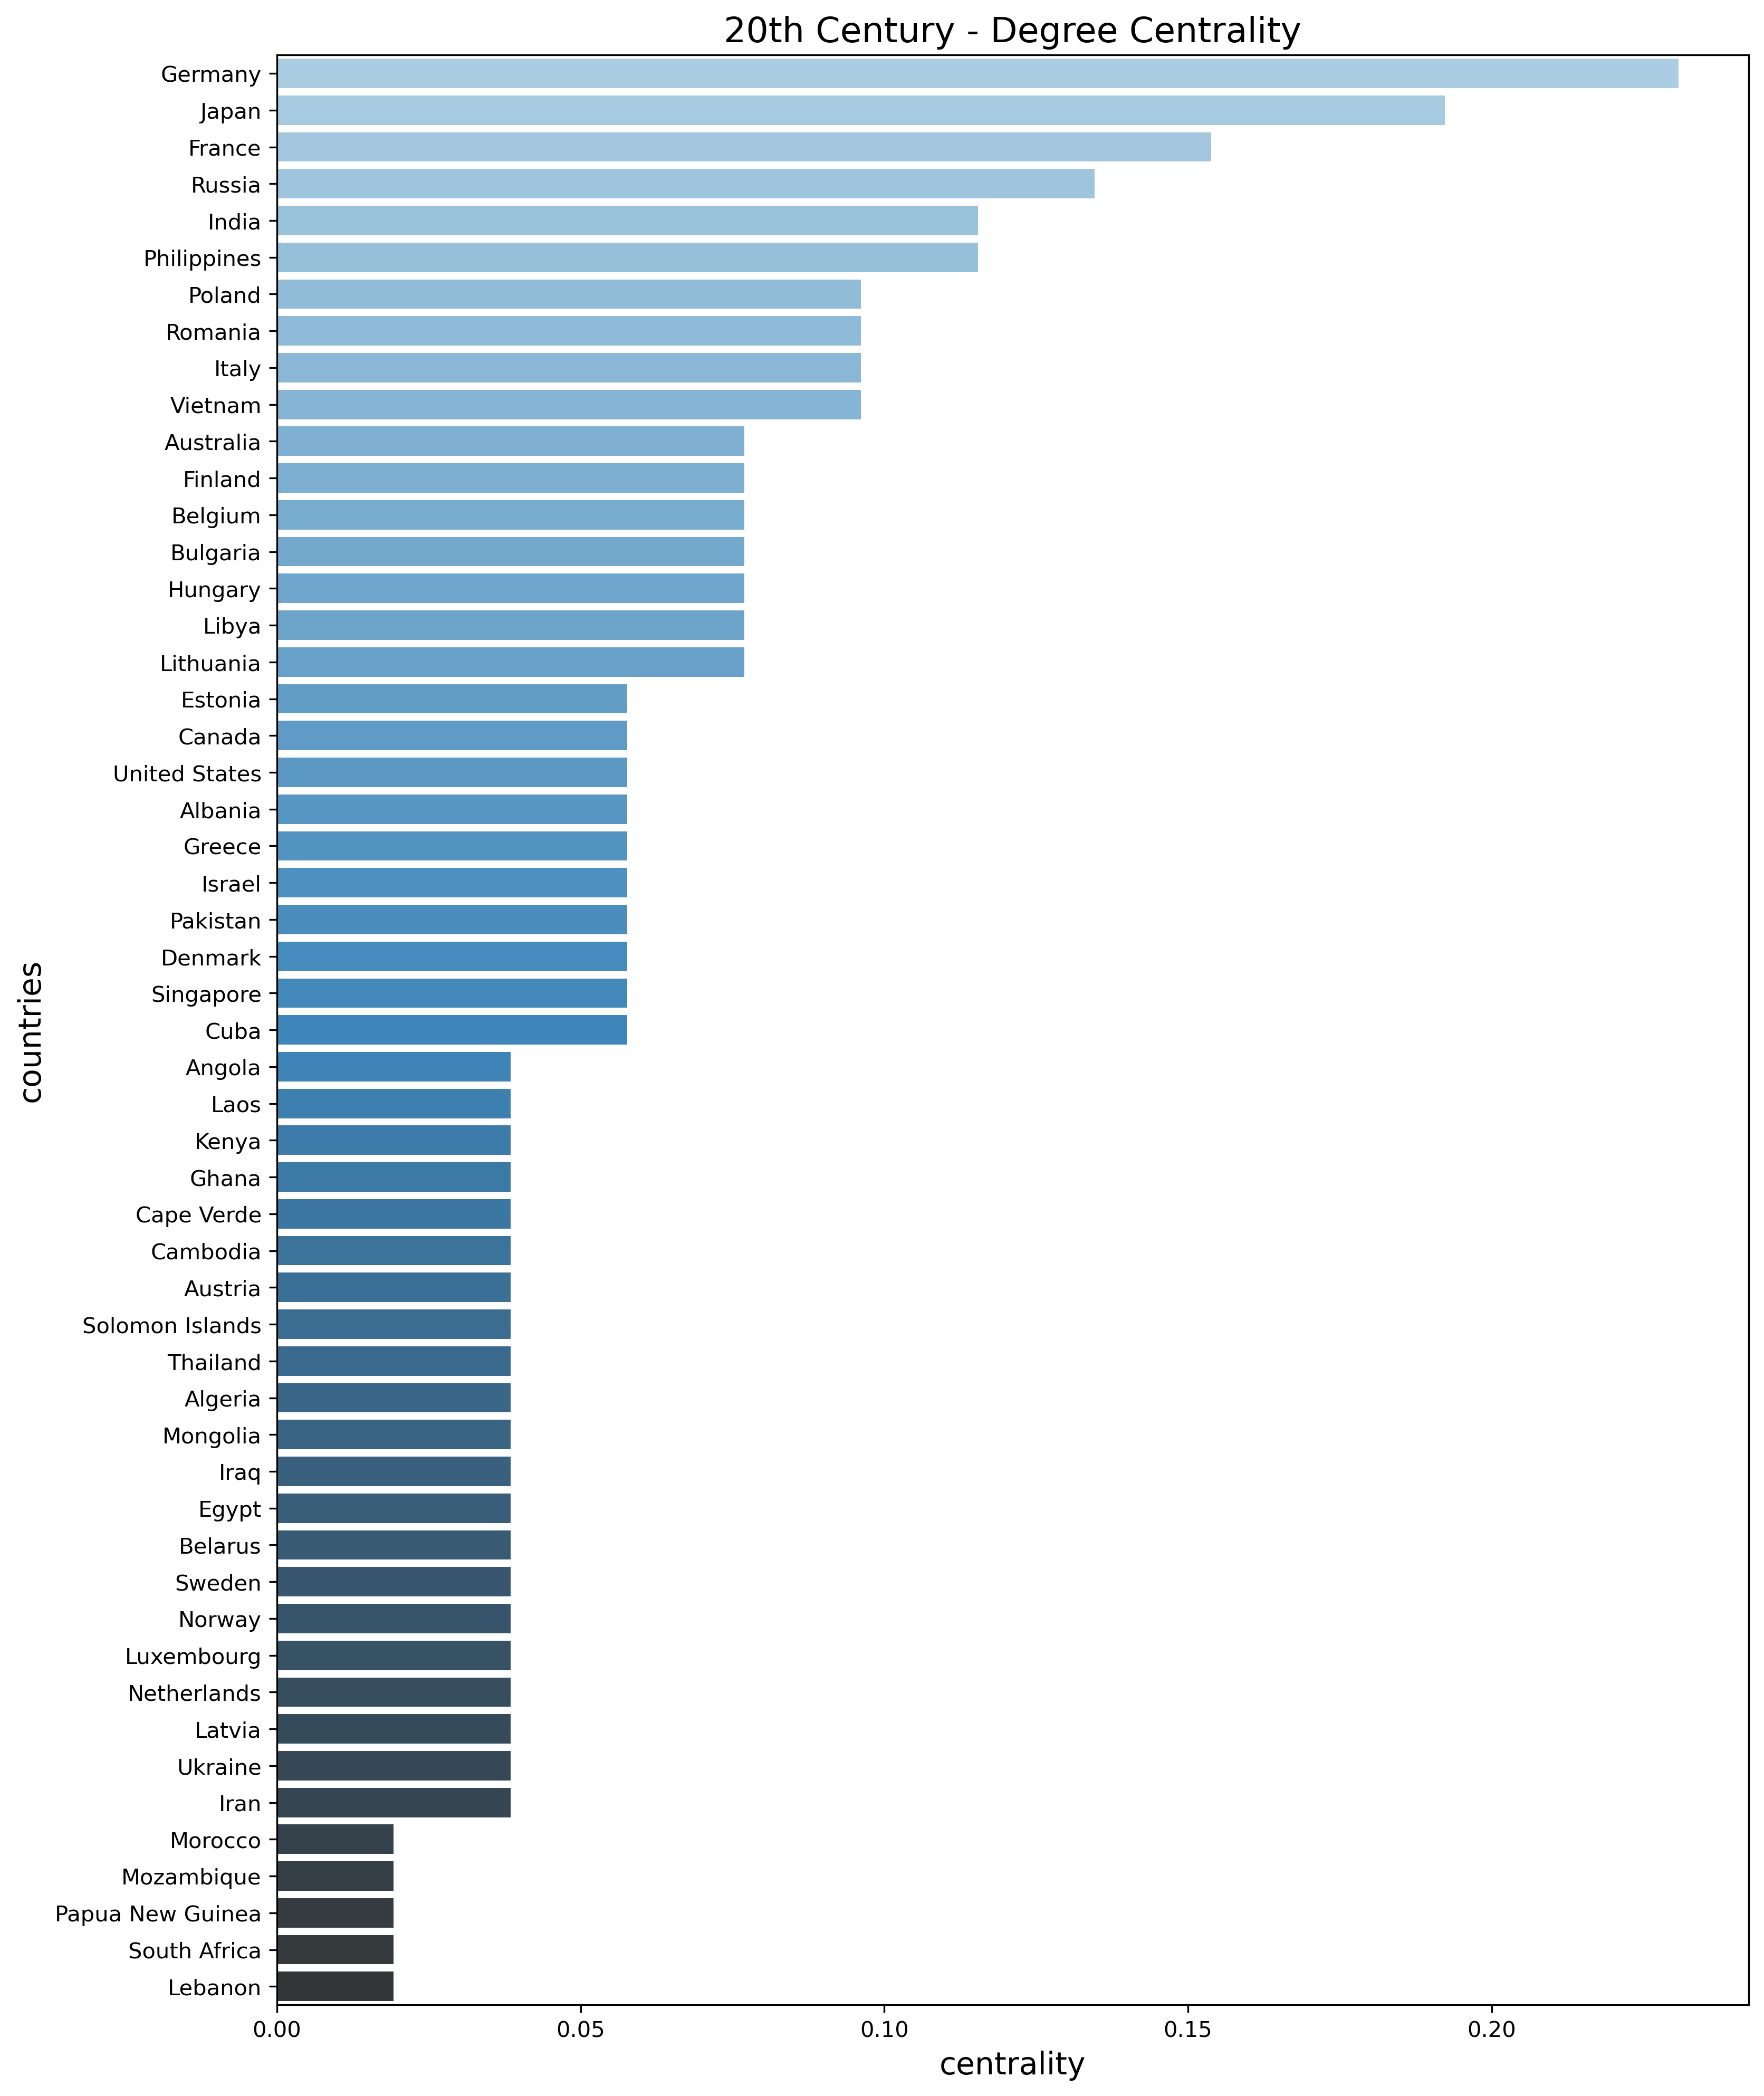 20th Century - Degree Centrality
Germany
Japan
France
Russia
India
Philippines
Poland
Romania
Italy
Vietnam
Australia
Finland
Belgium
Bulgaria
Hungary
Libya
Lithuania
Estonia
Canada
United States
Albania
Greece
Israel
Pakistan
Denmark
Singapore
Cuba
Angola
Laos
Kenya
Ghana
Cape Verde
Cambodia
Austria
Solomon Islands
Thailand
Algeria
Mongolia
Iraq
Egypt
Belarus
Sweden
Norway
Luxembourg
Netherlands
Latvia
Ukraine
Iran
Morocco
Mozambique
Papua New Guinea
South Africa
Lebanon
countries
0.00 0.05 0.10 0.15 0.20
centrality